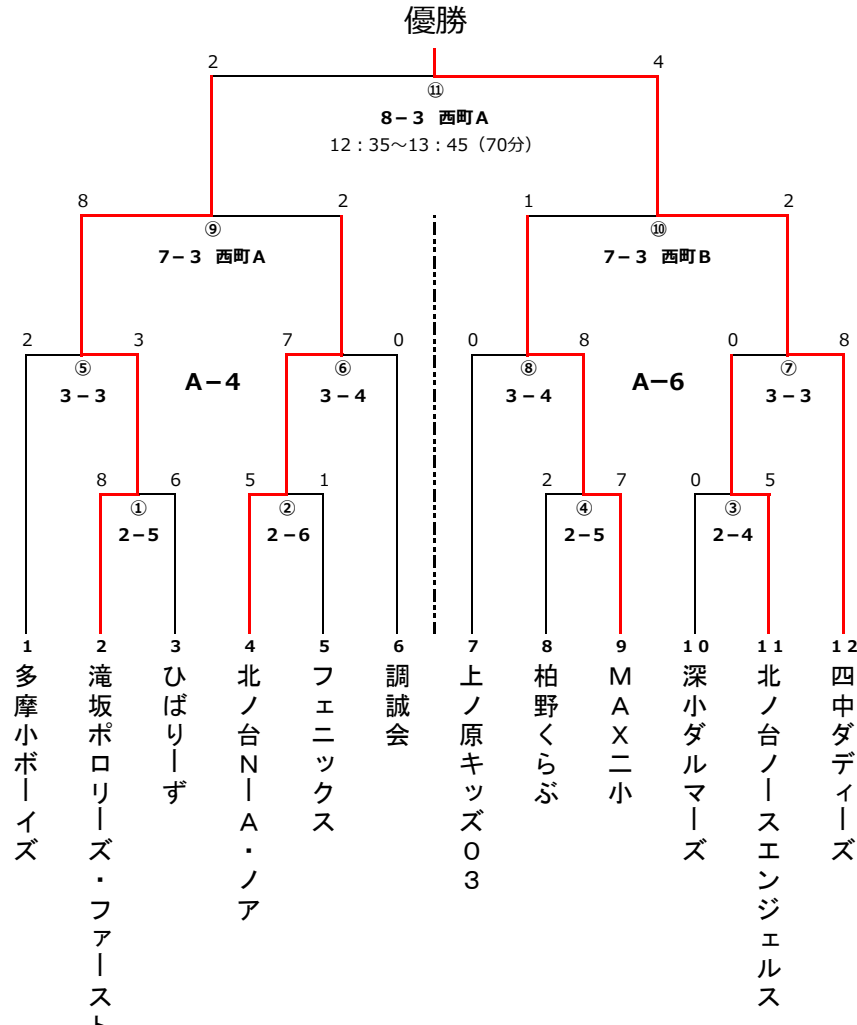 優勝
2 4
⑪
8−3 西町A
12:35～13:45（70分）
8 2 1 2
⑨ ⑩
7−3 西町A 7−3 西町B
2 3 7 0 0 8 0 8
⑤ ⑥ ⑧ ⑦
A−4 A−6
3−3 3−4 3−4 3−3
8 6 5 1 2 7 0 5
① ② ④ ③
2−5 2−6 2−5 2−4
1 2 3 4 5 6 7 8 9 10 11 12
多摩小ボーイズ
滝坂ポロリーズ・ファースト
ひばりーず
北ノ台NーA・ノア
フェニックス
調誠会
上ノ原キッズ03
柏野くらぶ
MAX二小
深小ダルマーズ
北ノ台ノースエンジェルス
四中ダディーズ